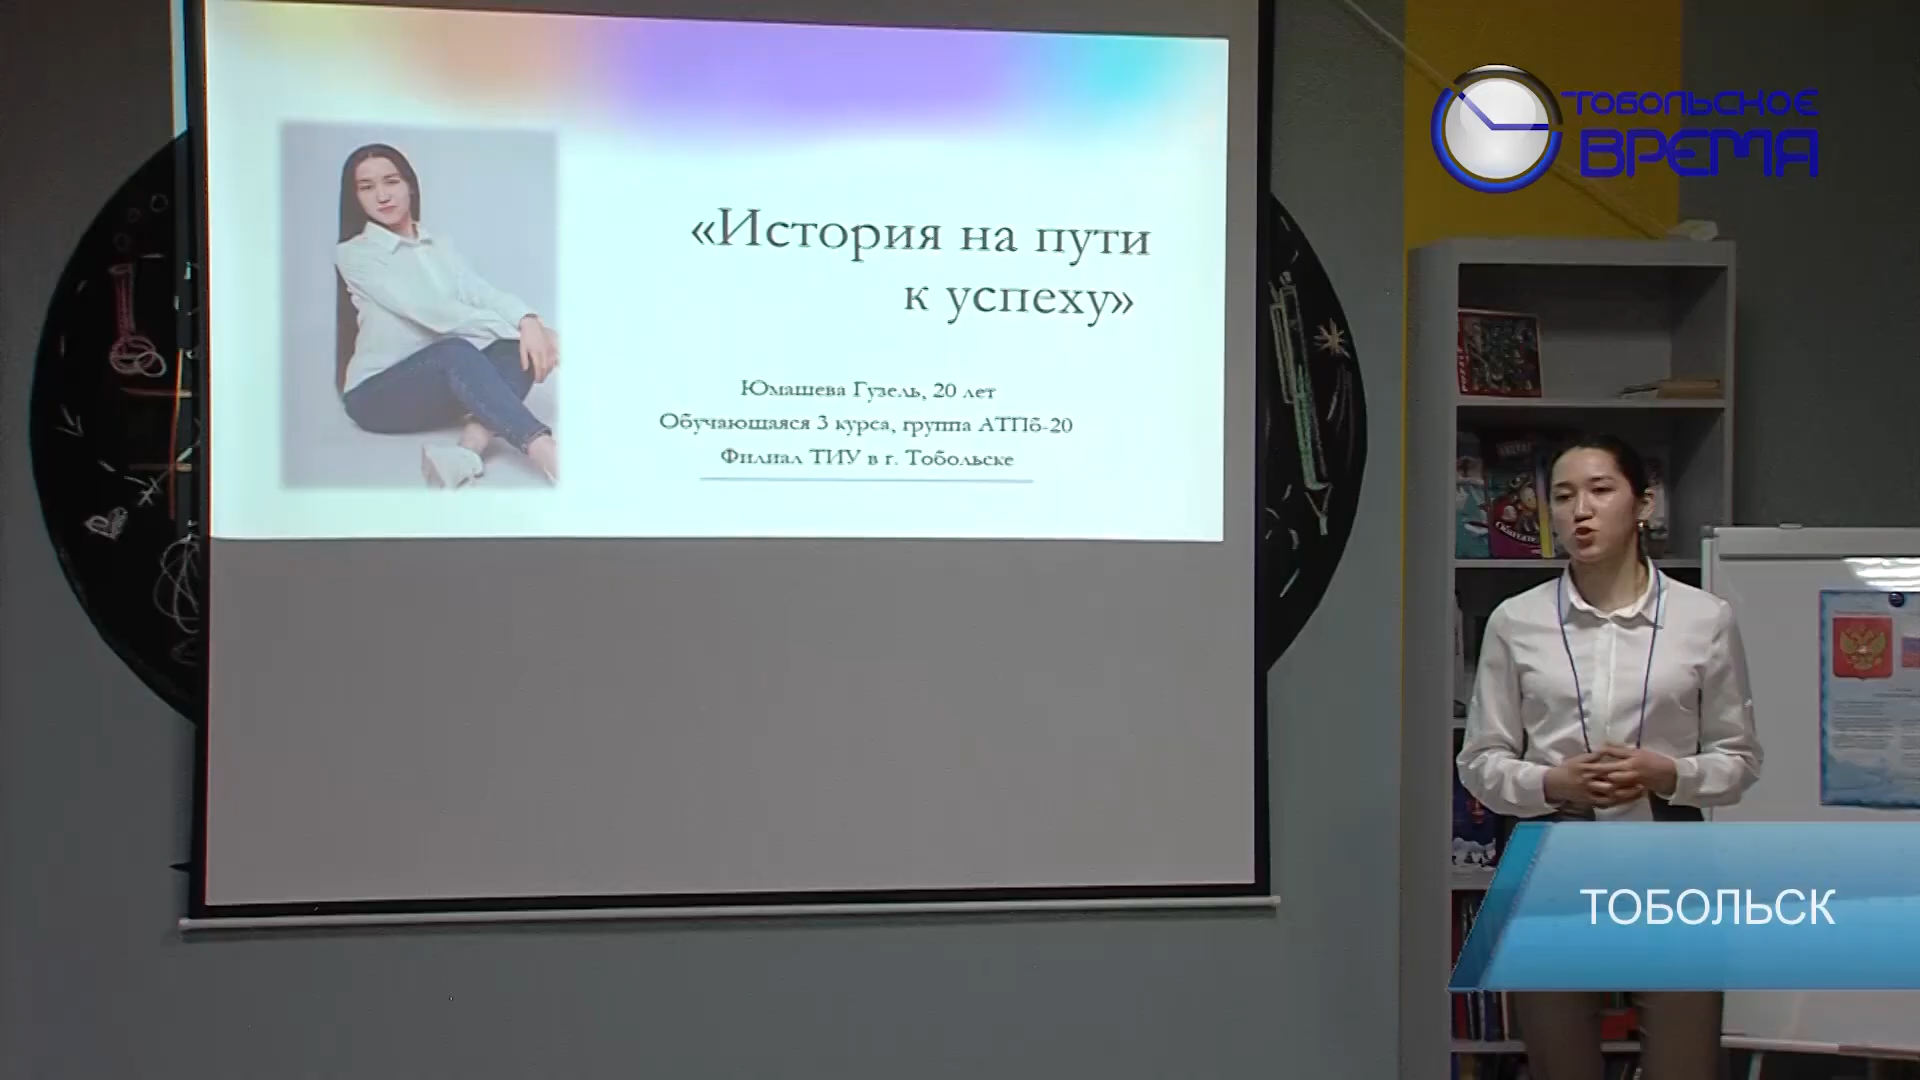 «История на пути
к успеху»
Юмашева Гузель, 20 лет
Обучающаяся 3 курса, группа АТПб-20
Филиал ТИУ в г. Тобольске
ТОБОЛЬСКОЕ
ВРЕМЯ
ТОБОЛЬСК